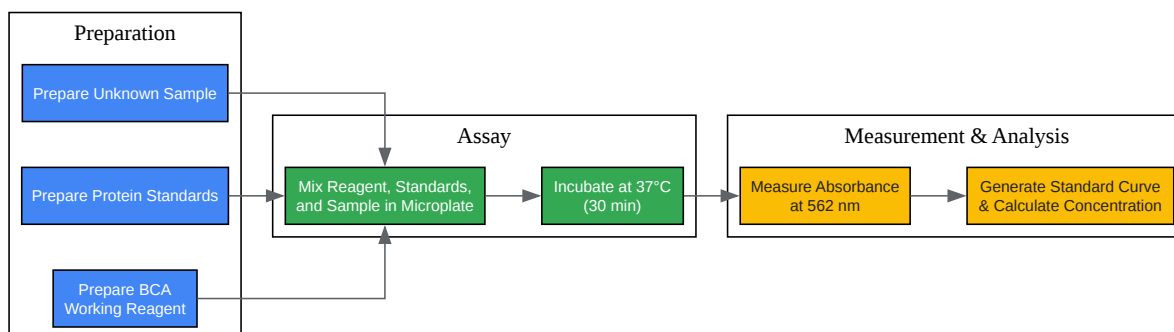 Preparation
Prepare Unknown Sample
Prepare Protein Standards
Prepare BCA
Working Reagent
Assay
Mix Reagent, Standards,
and Sample in Microplate
Incubate at 37°C
(30 min)
Measurement & Analysis
Measure Absorbance
at 562 nm
Generate Standard Curve
& Calculate Concentration